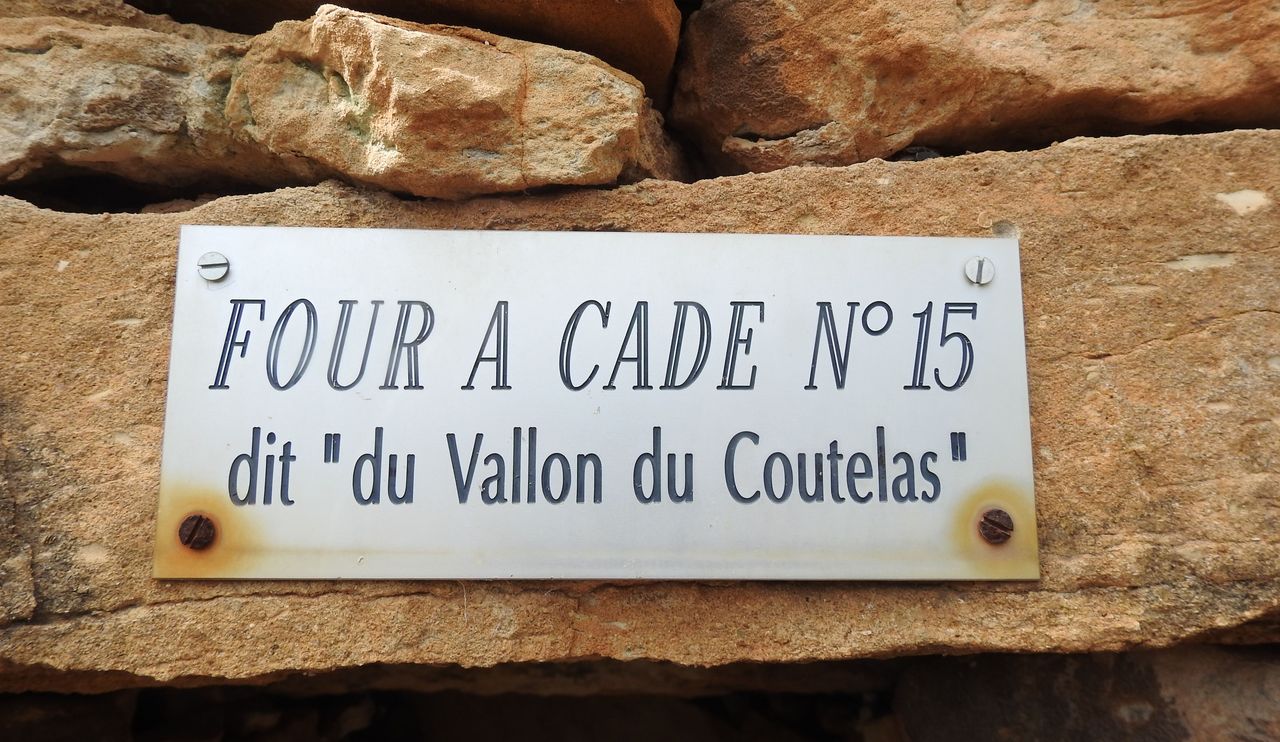 FOUR A CADE N°15
dit "du Vallon du Coutelas"